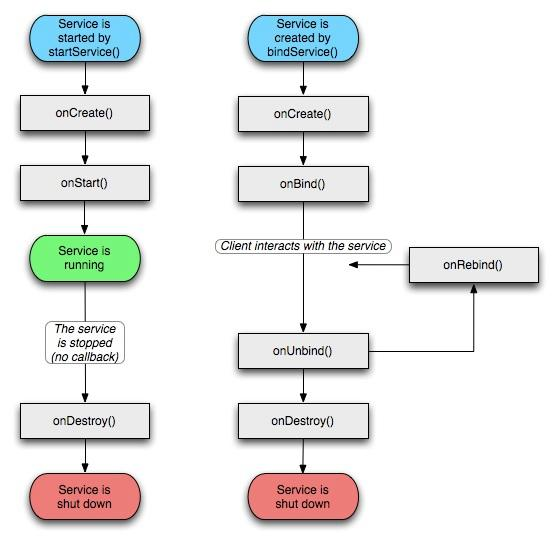 Service is
started by
startService()
onCreate()
onStart()
Service is
running
The service
is stopped
(no callback)
onDestroy()
Service is
shut down
Service is
created by
bindService()
onCreate()
onBind()
Client interacts with the service
onRebind()
onUnbind()
onDestroy()
Service is
shut down